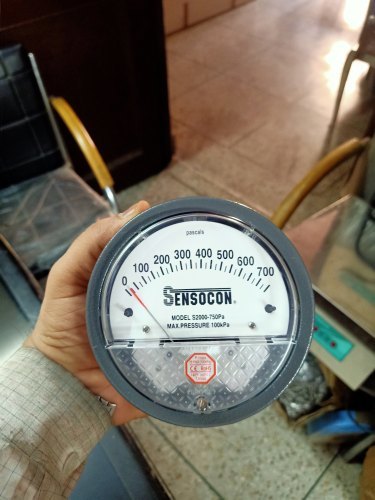 pascals
0 100 200 300 400 500 600 700
SENSOCON®
MODEL S2000-750Pa
MAX.PRESSURE 100kPa